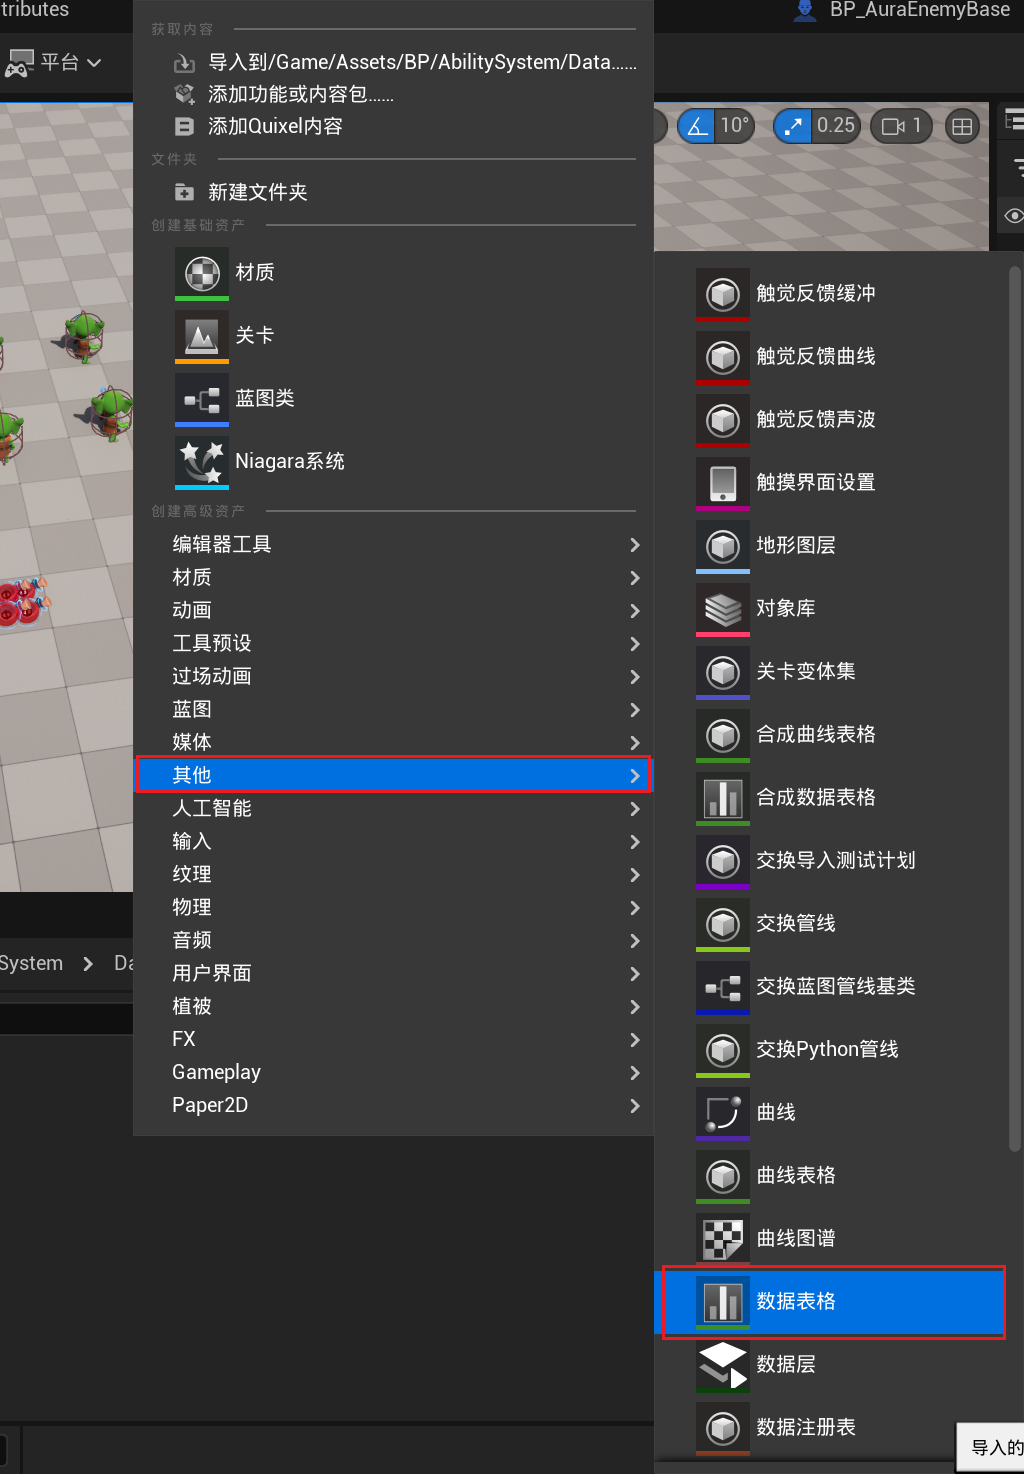 tributes
BP_AuraEnemyBase
平台
10°
0.25
1
获取内容
导入到/Game/Assets/BP/AbilitySystem/Data……
添加功能或内容包……
添加Quixel内容
文件夹
新建文件夹
创建基础资产
材质
关卡
蓝图类
Niagara系统
创建高级资产
编辑器工具
材质
动画
工具预设
过场动画
蓝图
媒体
其他
人工智能
输入
纹理
物理
音频
用户界面
植被
FX
Gameplay
Paper2D
System
Da
触觉反馈缓冲
触觉反馈曲线
触觉反馈声波
触摸界面设置
地形图层
对象库
关卡变体集
合成曲线表格
合成数据表格
交换导入测试计划
交换管线
交换蓝图管线基类
交换Python管线
曲线
曲线表格
曲线图谱
数据表格
数据层
数据注册表
导入的